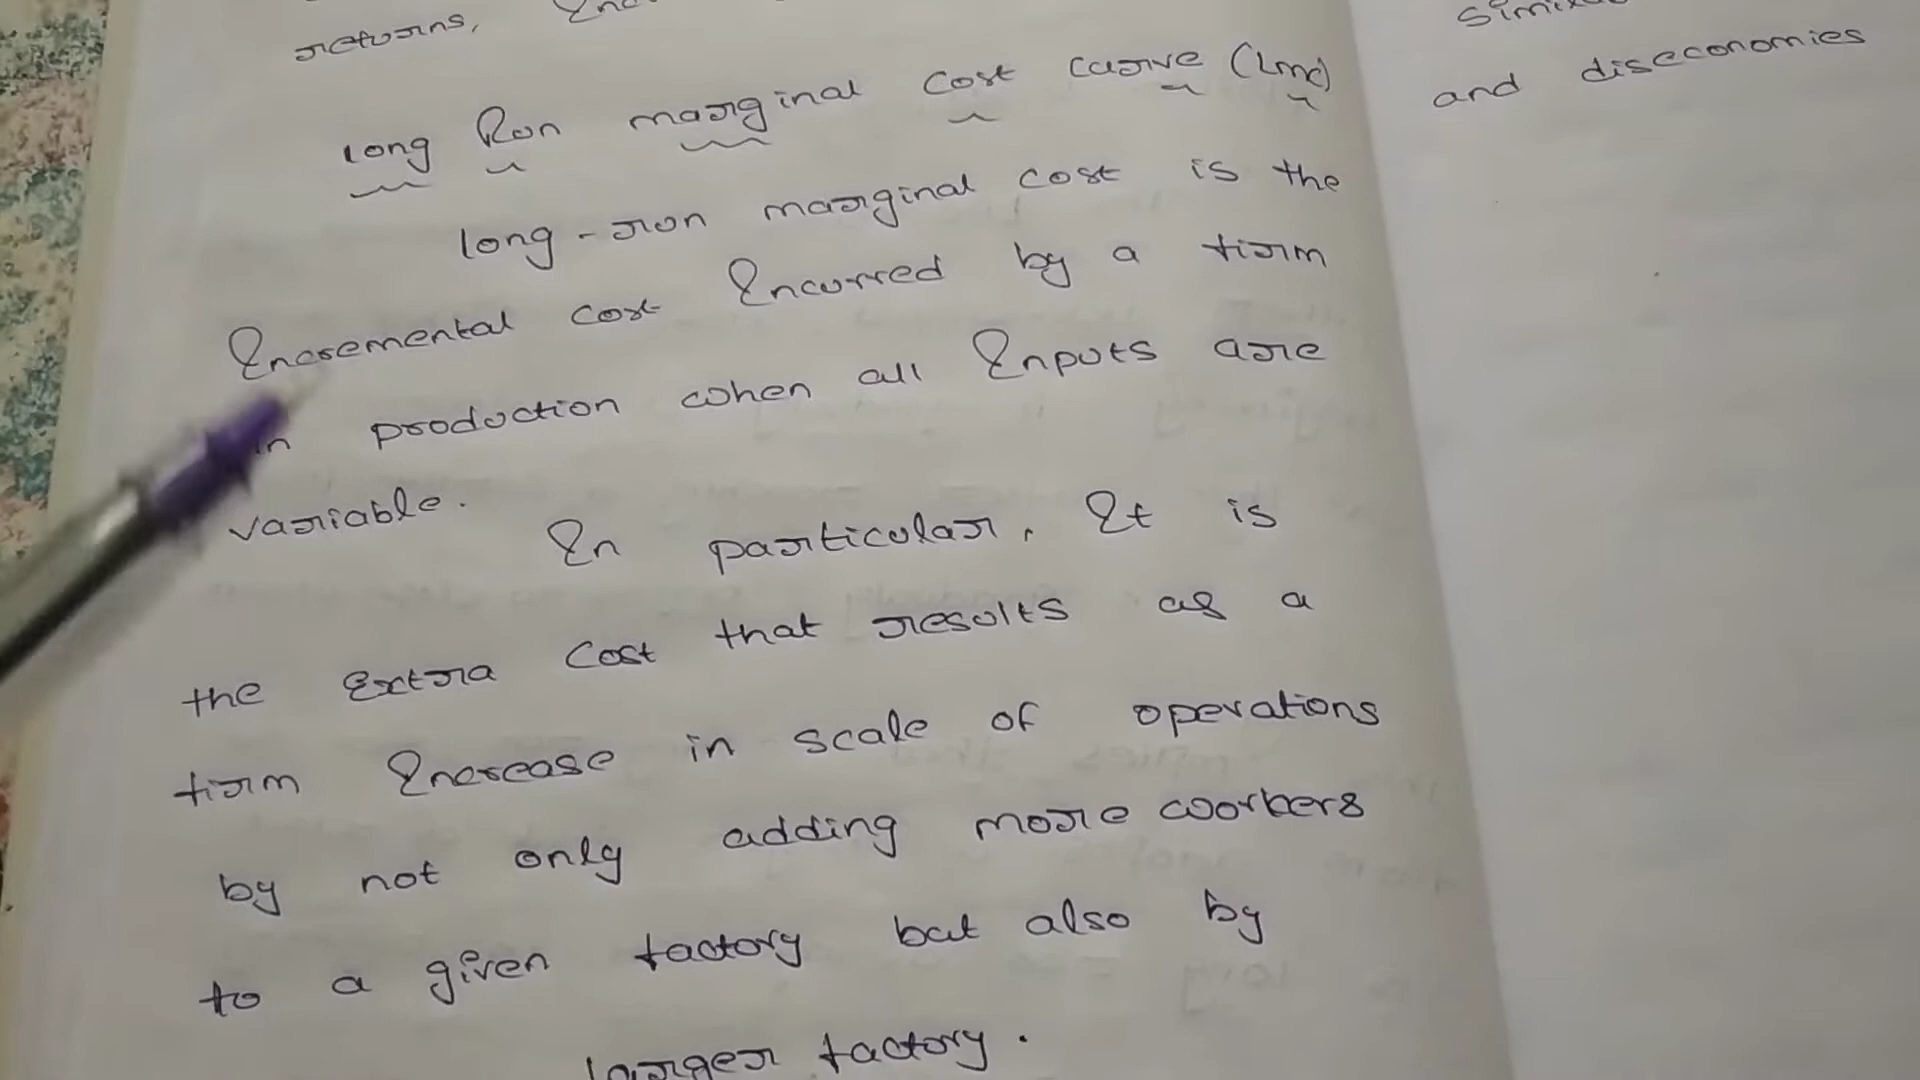 returns,
long Run marginal cost curve (Lmc)
long-run marginal cost is the
Incremental cost Incurred by a firm
in production when all Inputs are
variable.
In particular, It is
the Extra cost that results as a
firm Increase in scale of operations
by not only adding more workers
to a given factory but also by
larger factory.
and diseconomies